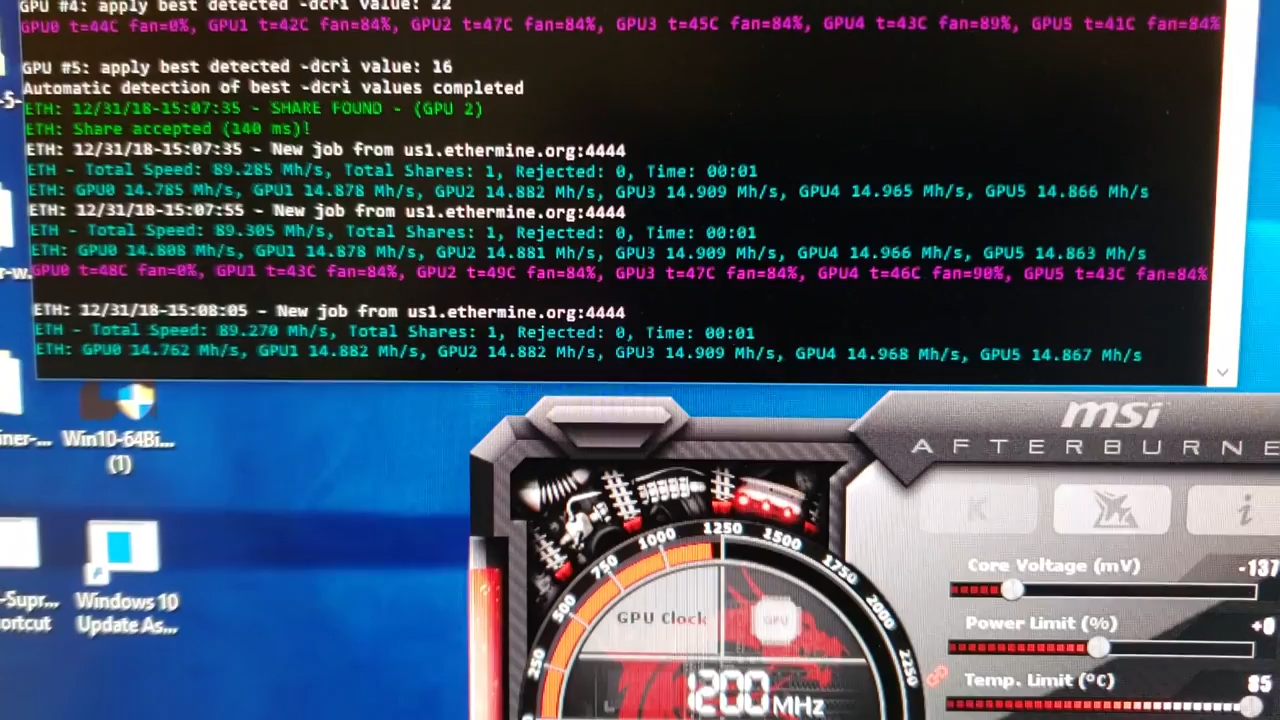 GPU #4: apply best detected -dcri value: 22
GPU0 t=44C fan=0%, GPU1 t=42C fan=84%, GPU2 t=47C fan=84%, GPU3 t=45C fan=84%, GPU4 t=43C fan=89%, GPU5 t=41C fan=84%
GPU #5: apply best detected -dcri value: 16
Automatic detection of best -dcri values completed
ETH: 12/31/18-15:07:35 - SHARE FOUND - (GPU 2)
ETH: Share accepted (140 ms)!
ETH: 12/31/18-15:07:35 - New job from us1.ethermine.org:4444
ETH - Total Speed: 89.285 Mh/s, Total Shares: 1, Rejected: 0, Time: 00:01
ETH: GPU0 14.785 Mh/s, GPU1 14.878 Mh/s, GPU2 14.882 Mh/s, GPU3 14.909 Mh/s, GPU4 14.965 Mh/s, GPU5 14.866 Mh/s
ETH: 12/31/18-15:07:55 - New job from us1.ethermine.org:4444
ETH - Total Speed: 89.305 Mh/s, Total Shares: 1, Rejected: 0, Time: 00:01
ETH: GPU0 14.808 Mh/s, GPU1 14.878 Mh/s, GPU2 14.881 Mh/s, GPU3 14.909 Mh/s, GPU4 14.966 Mh/s, GPU5 14.863 Mh/s
GPU0 t=48C fan=0%, GPU1 t=43C fan=84%, GPU2 t=49C fan=84%, GPU3 t=47C fan=84%, GPU4 t=46C fan=90%, GPU5 t=43C fan=84%
ETH: 12/31/18-15:08:05 - New job from us1.ethermine.org:4444
ETH - Total Speed: 89.270 Mh/s, Total Shares: 1, Rejected: 0, Time: 00:01
ETH: GPU0 14.762 Mh/s, GPU1 14.882 Mh/s, GPU2 14.882 Mh/s, GPU3 14.909 Mh/s, GPU4 14.968 Mh/s, GPU5 14.867 Mh/s
-5-
r-w.
iner-...
Win10-64Bi...
(1)
-Supr...
ortcut
Windows 10
Update As...
msi
AFTERBURNE
K
i
250
500
750
1000
1250
1500
1750
2000
2250
GPU Clock
GPU
1200 MHz
Core Voltage (mV)
-137
Power Limit (%)
+0
Temp. Limit (°C)
85